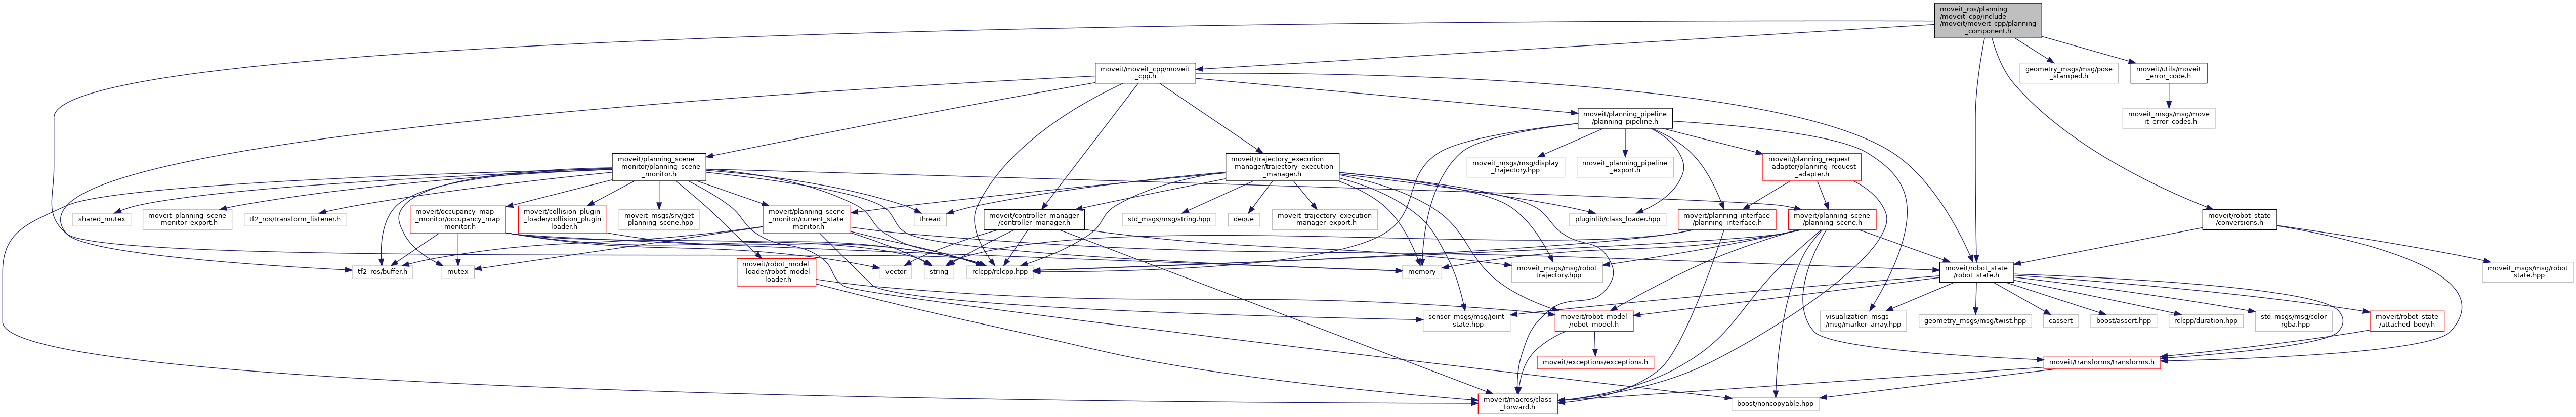 moveit_ros/planning
/moveit_cpp/include
/moveit/moveit_cpp/planning
_component.h
moveit/moveit_cpp/moveit
_cpp.h
geometry_msgs/msg/pose
_stamped.h
moveit/utils/moveit
_error_code.h
moveit/planning_pipeline
/planning_pipeline.h
moveit_msgs/msg/move
_it_error_codes.h
moveit/planning_scene
_monitor/planning_scene
_monitor.h
moveit/trajectory_execution
_manager/trajectory_execution
_manager.h
moveit_msgs/msg/display
_trajectory.hpp
moveit_planning_pipeline
_export.h
moveit/planning_request
_adapter/planning_request
_adapter.h
shared_mutex
moveit_planning_scene
_monitor_export.h
tf2_ros/transform_listener.h
moveit/occupancy_map
_monitor/occupancy_map
_monitor.h
moveit/collision_plugin
_loader/collision_plugin
_loader.h
moveit_msgs/srv/get
_planning_scene.hpp
moveit/planning_scene
_monitor/current_state
_monitor.h
thread
moveit/controller_manager
/controller_manager.h
std_msgs/msg/string.hpp
deque
moveit_trajectory_execution
_manager_export.h
pluginlib/class_loader.hpp
moveit/planning_interface
/planning_interface.h
moveit/planning_scene
/planning_scene.h
moveit/robot_state
/conversions.h
tf2_ros/buffer.h
mutex
moveit/robot_model
_loader/robot_model
_loader.h
vector
string
rclcpp/rclcpp.hpp
memory
moveit_msgs/msg/robot
_trajectory.hpp
moveit/robot_state
/robot_state.h
moveit_msgs/msg/robot
_state.hpp
sensor_msgs/msg/joint
_state.hpp
moveit/robot_model
/robot_model.h
visualization_msgs
/msg/marker_array.hpp
geometry_msgs/msg/twist.hpp
cassert
boost/assert.hpp
rclcpp/duration.hpp
std_msgs/msg/color
_rgba.hpp
moveit/robot_state
/attached_body.h
moveit/exceptions/exceptions.h
moveit/transforms/transforms.h
moveit/macros/class
_forward.h
boost/noncopyable.hpp